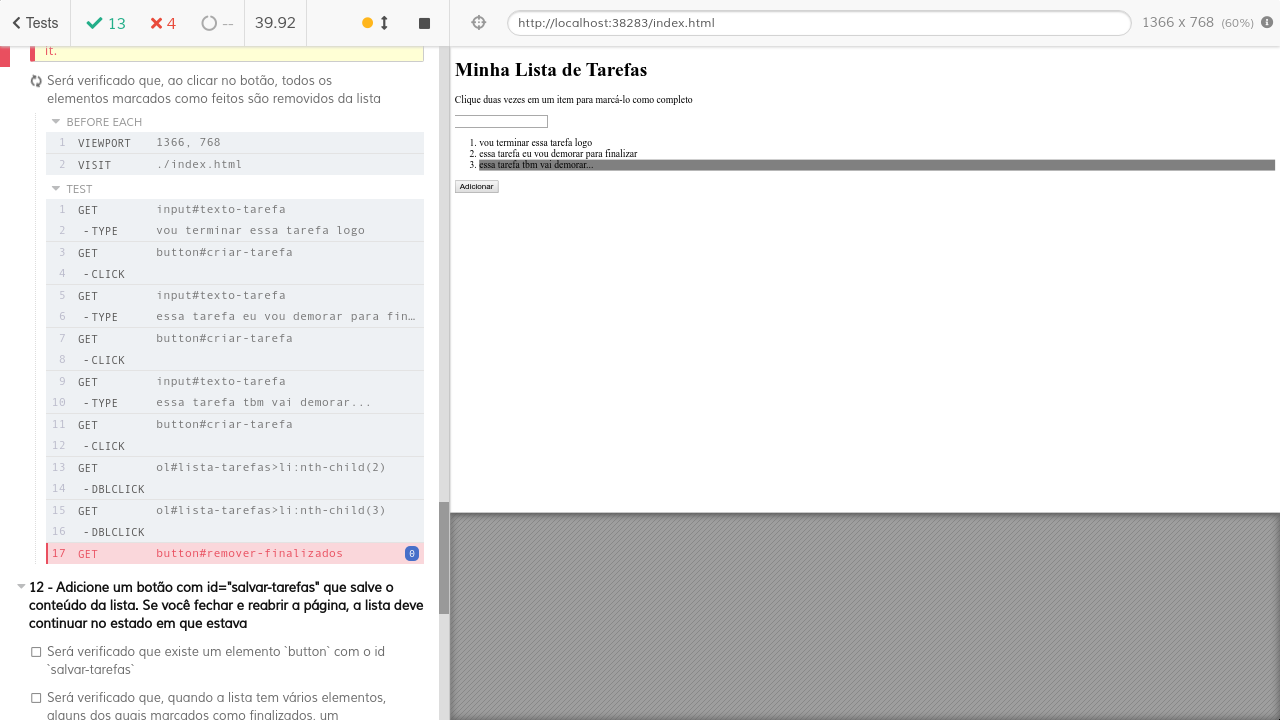 Tests
13
4
--
39.92
http://localhost:38283/index.html
1366 x 768 (60%)
it.
Será verificado que, ao clicar no botão, todos os
elementos marcados como feitos são removidos da lista
BEFORE EACH
1 VIEWPORT 1366, 768
2 VISIT ./index.html
TEST
1 GET input#texto-tarefa
2 -TYPE vou terminar essa tarefa logo
3 GET button#criar-tarefa
4 -CLICK
5 GET input#texto-tarefa
6 -TYPE essa tarefa eu vou demorar para fin…
7 GET button#criar-tarefa
8 -CLICK
9 GET input#texto-tarefa
10 -TYPE essa tarefa tbm vai demorar...
11 GET button#criar-tarefa
12 -CLICK
13 GET ol#lista-tarefas>li:nth-child(2)
14 -DBLCLICK
15 GET ol#lista-tarefas>li:nth-child(3)
16 -DBLCLICK
17 GET button#remover-finalizados 0
12 - Adicione um botão com id="salvar-tarefas" que salve o
conteúdo da lista. Se você fechar e reabrir a página, a lista deve
continuar no estado em que estava
Será verificado que existe um elemento `button` com o id
`salvar-tarefas`
Será verificado que, quando a lista tem vários elementos,
alguns dos quais marcados como finalizados, um
Minha Lista de Tarefas
Clique duas vezes em um item para marcá-lo como completo
1. vou terminar essa tarefa logo
2. essa tarefa eu vou demorar para finalizar
3. essa tarefa tbm vai demorar...
Adicionar